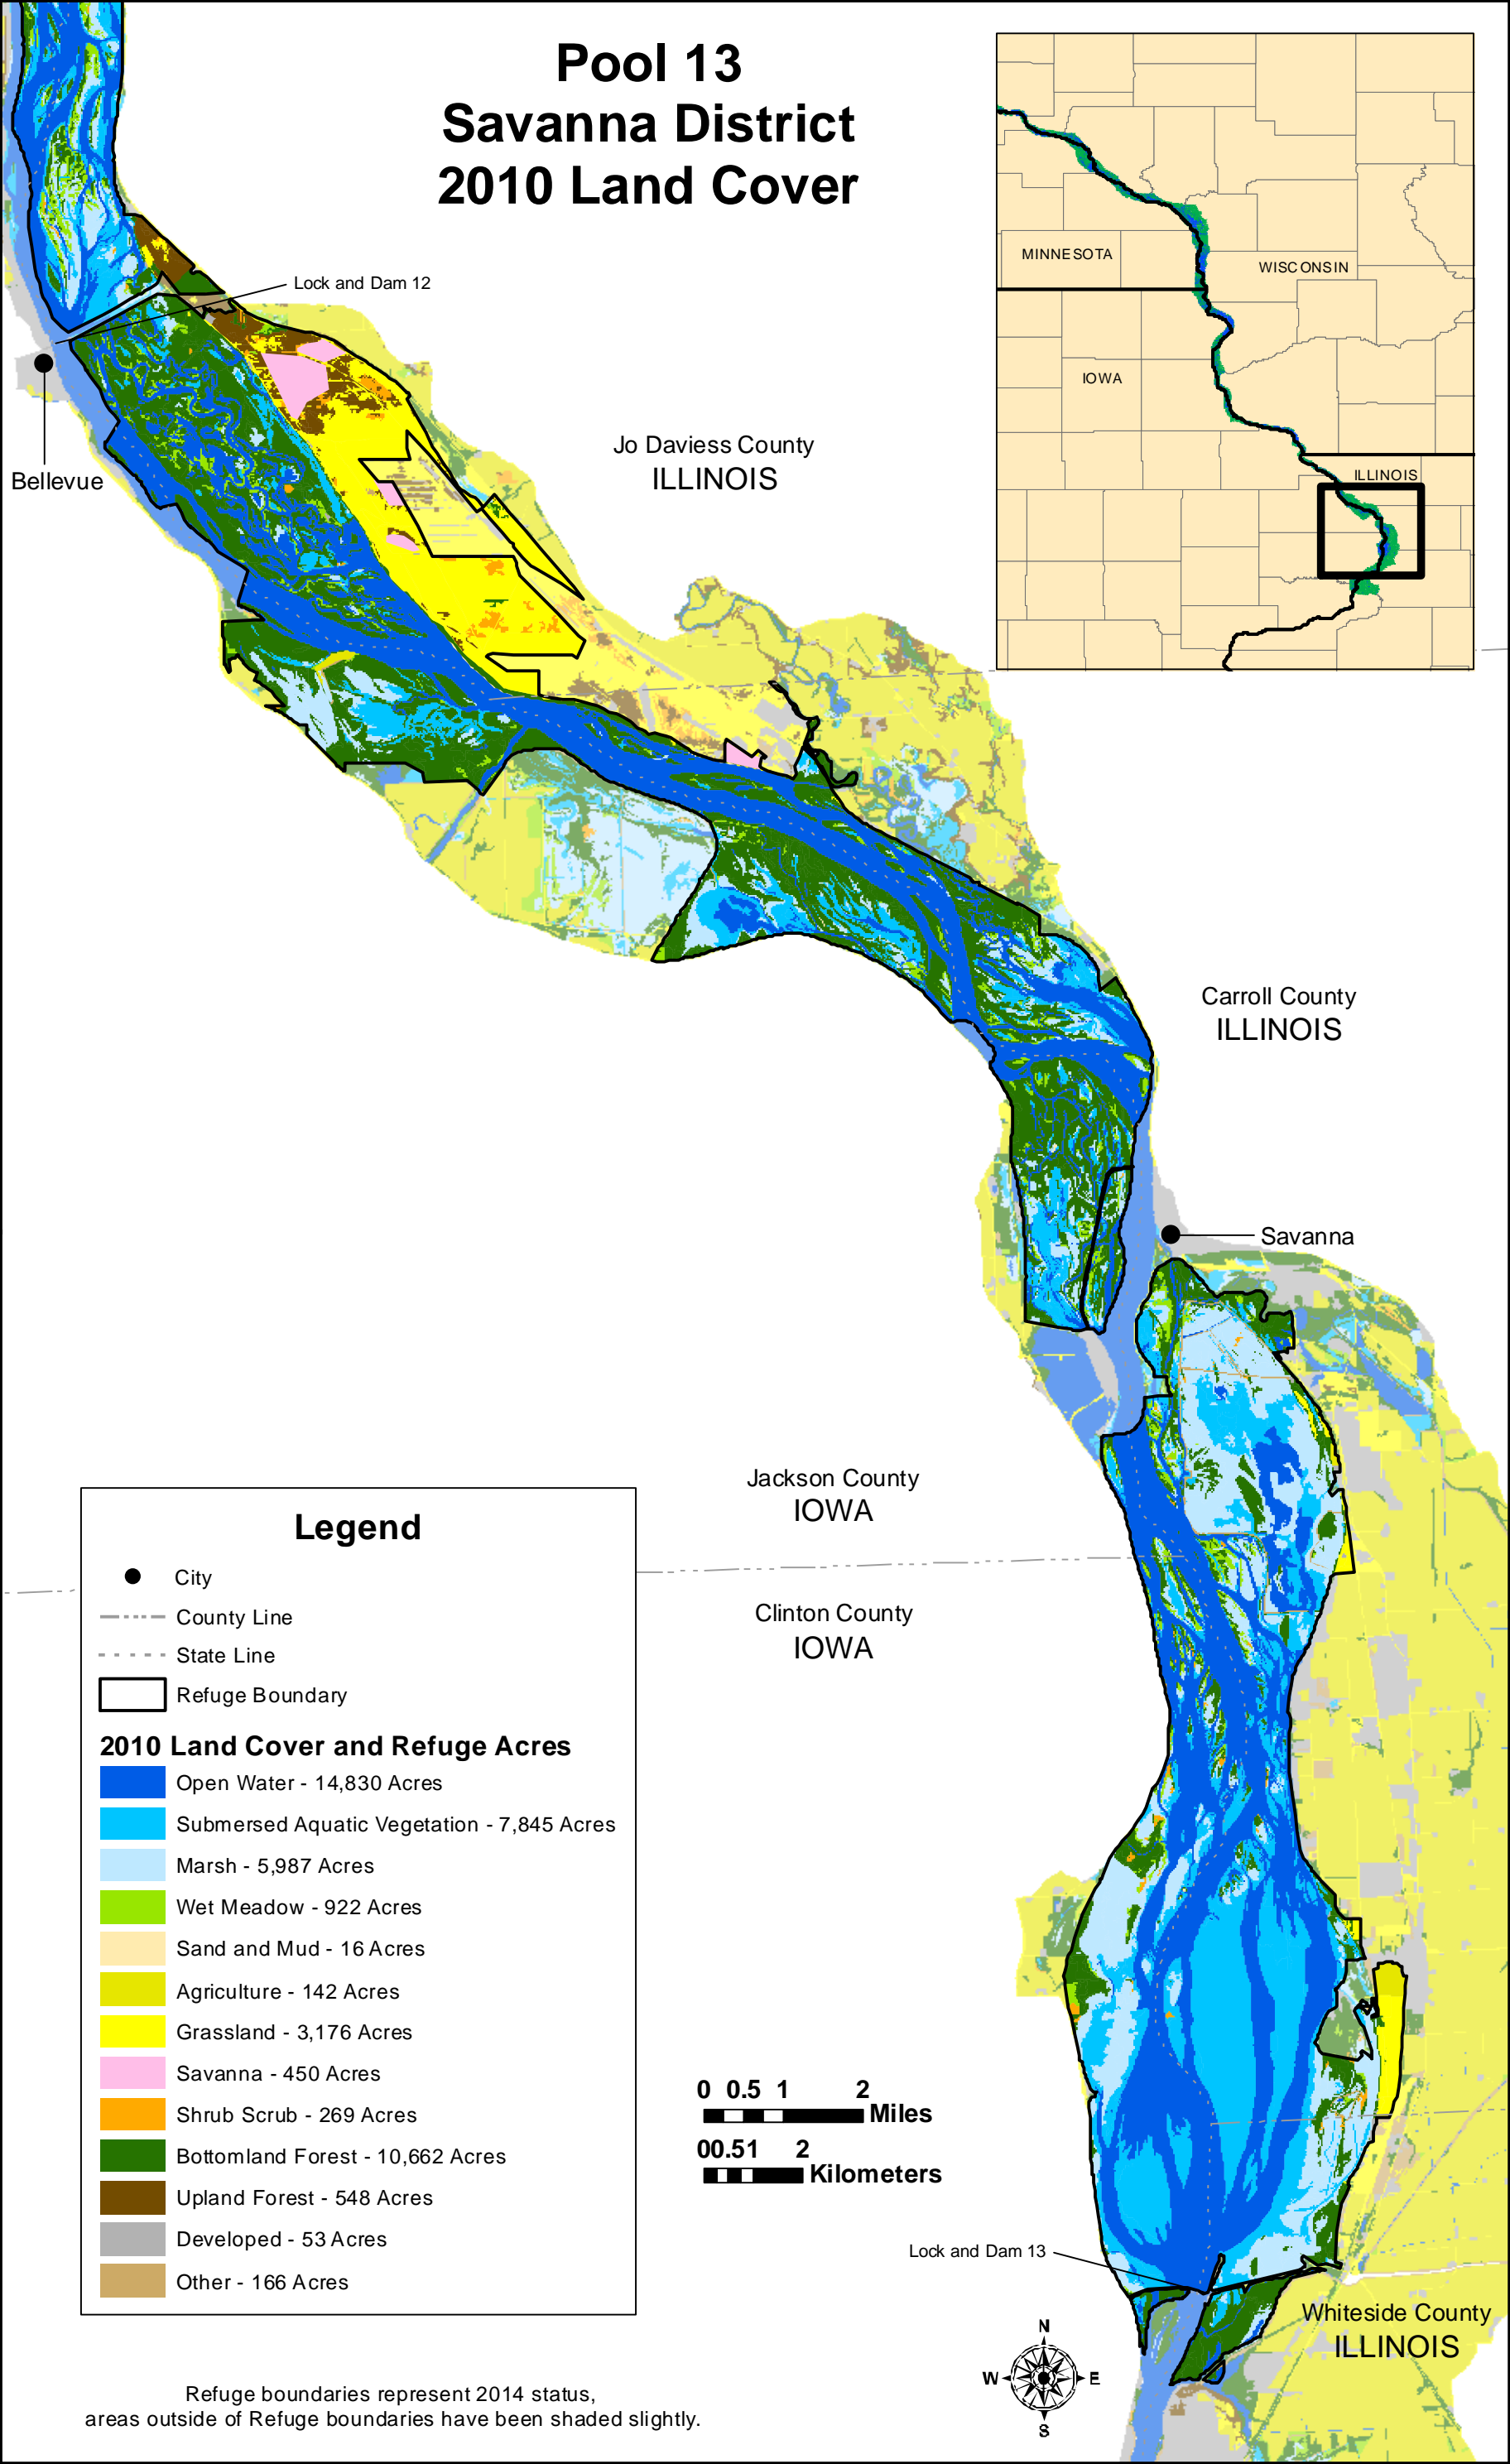 Pool 13
Savanna District
2010 Land Cover
MINNESOTA
WISCONSIN
IOWA
ILLINOIS
Lock and Dam 12
Bellevue
Jo Daviess County
ILLINOIS
Carroll County
ILLINOIS
Savanna
Jackson County
IOWA
Clinton County
IOWA
Legend
City
County Line
State Line
Refuge Boundary
2010 Land Cover and Refuge Acres
Open Water - 14,830 Acres
Submersed Aquatic Vegetation - 7,845 Acres
Marsh - 5,987 Acres
Wet Meadow - 922 Acres
Sand and Mud - 16 Acres
Agriculture - 142 Acres
Grassland - 3,176 Acres
Savanna - 450 Acres
Shrub Scrub - 269 Acres
Bottomland Forest - 10,662 Acres
Upland Forest - 548 Acres
Developed - 53 Acres
Other - 166 Acres
0 0.5 1 2
Miles
00.51 2
Kilometers
Lock and Dam 13
Whiteside County
ILLINOIS
N
W E
S
Refuge boundaries represent 2014 status,
areas outside of Refuge boundaries have been shaded slightly.